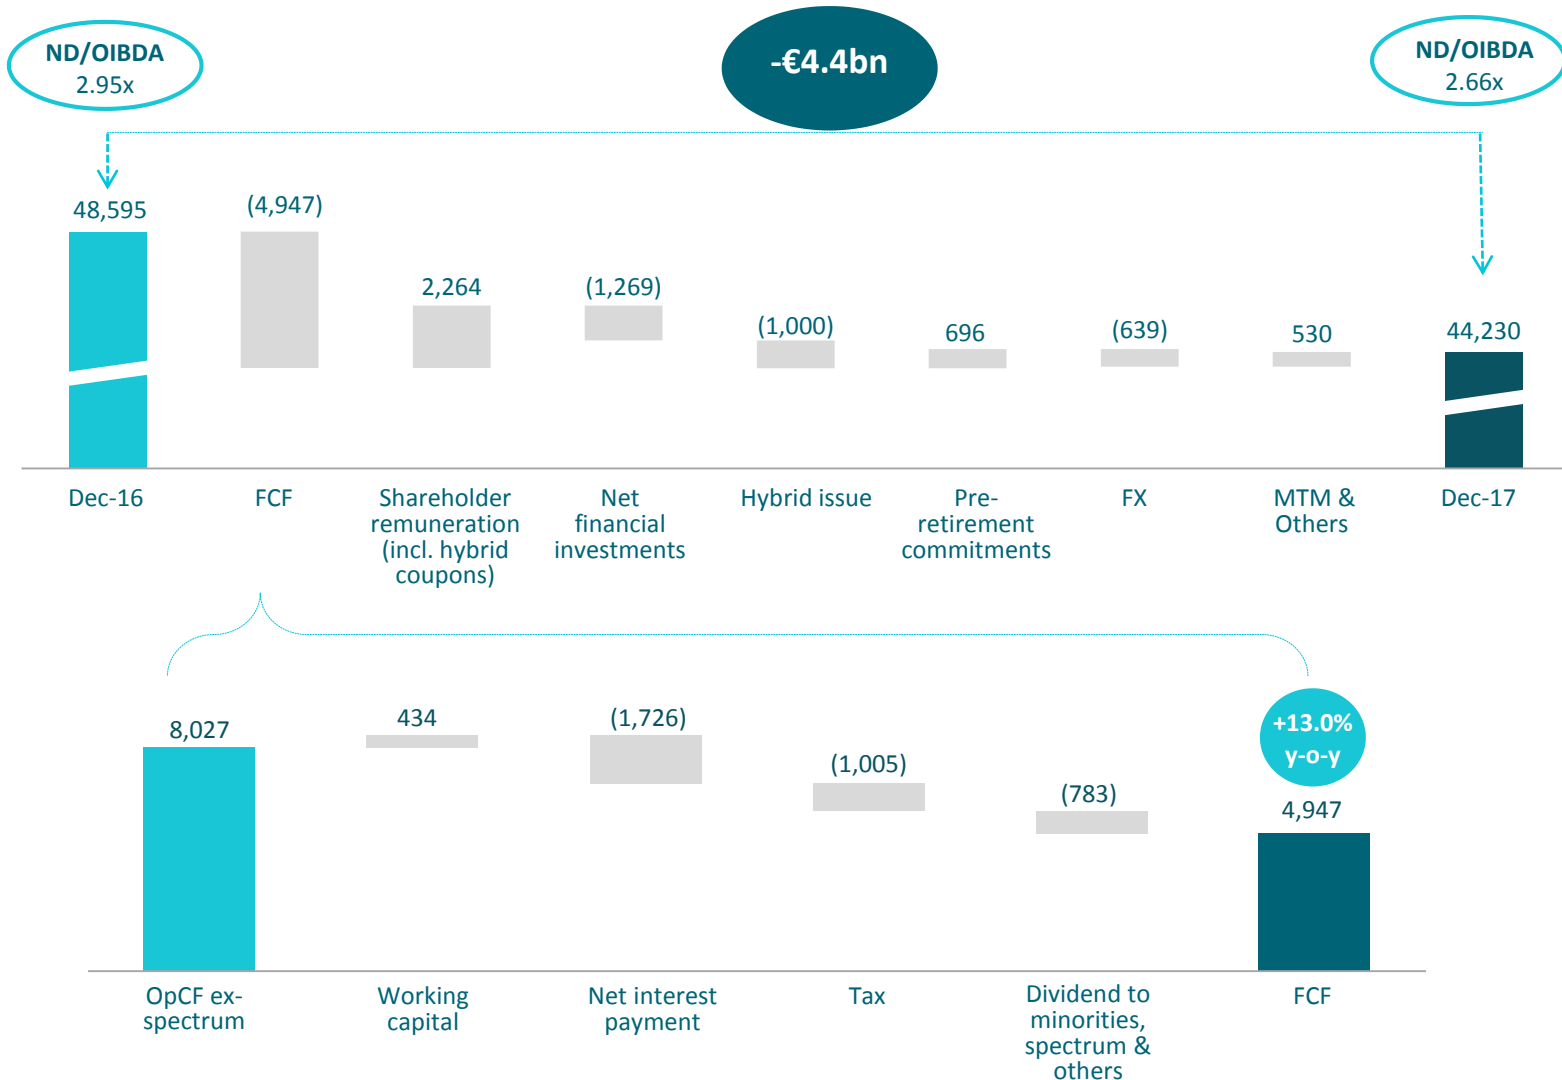 ND/OIBDA
2.95x
-€4.4bn
ND/OIBDA
2.66x
48,595
(4,947)
2,264
(1,269)
(1,000)
696
(639)
530
44,230
Dec-16
FCF
Shareholder
remuneration
(incl. hybrid
coupons)
Net
financial
investments
Hybrid issue
Pre-
retirement
commitments
FX
MTM &
Others
Dec-17
8,027
434
(1,726)
(1,005)
(783)
+13.0%
y-o-y
4,947
OpCF ex-
spectrum
Working
capital
Net interest
payment
Tax
Dividend to
minorities,
spectrum &
others
FCF